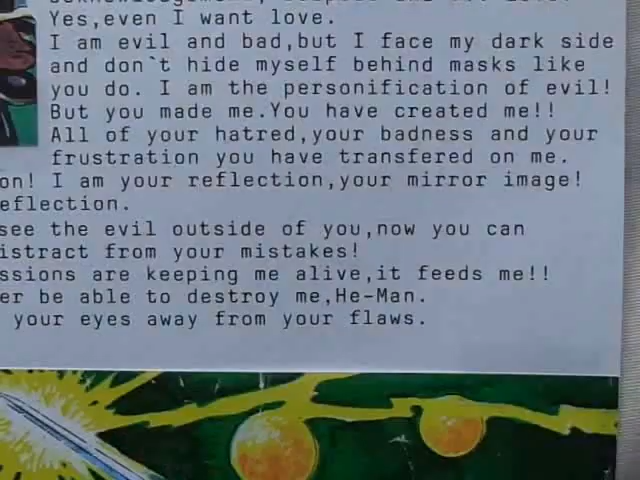 Yes,even I want love.
I am evil and bad,but I face my dark side
and don`t hide myself behind masks like
you do. I am the personification of evil!
But you made me.You have created me!!
All of your hatred,your badness and your
frustration you have transfered on me.
on! I am your reflection,your mirror image!
eflection.
see the evil outside of you,now you can
istract from your mistakes!
ssions are keeping me alive,it feeds me!!
er be able to destroy me,He-Man.
your eyes away from your flaws.